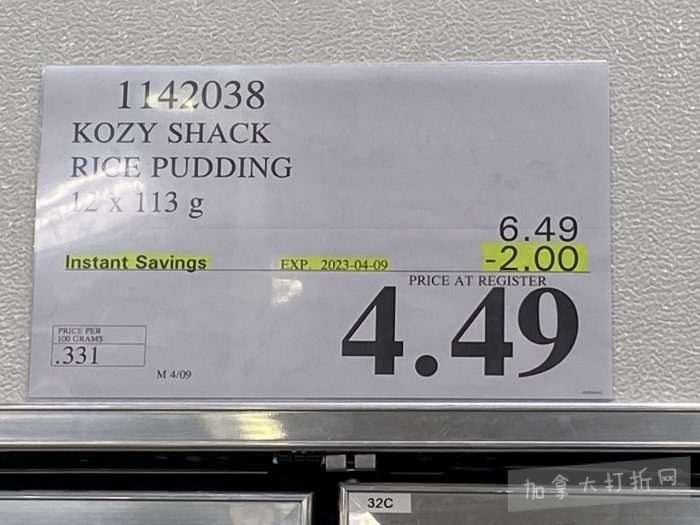 1142038
KOZY SHACK
RICE PUDDING
12 x 113 g
6.49
Instant Savings EXP. 2023-04-09 -2.00
PRICE AT REGISTER
4.49
PRICE PER
100 GRAMS
.331
M 4/09
32C
加拿大打折网